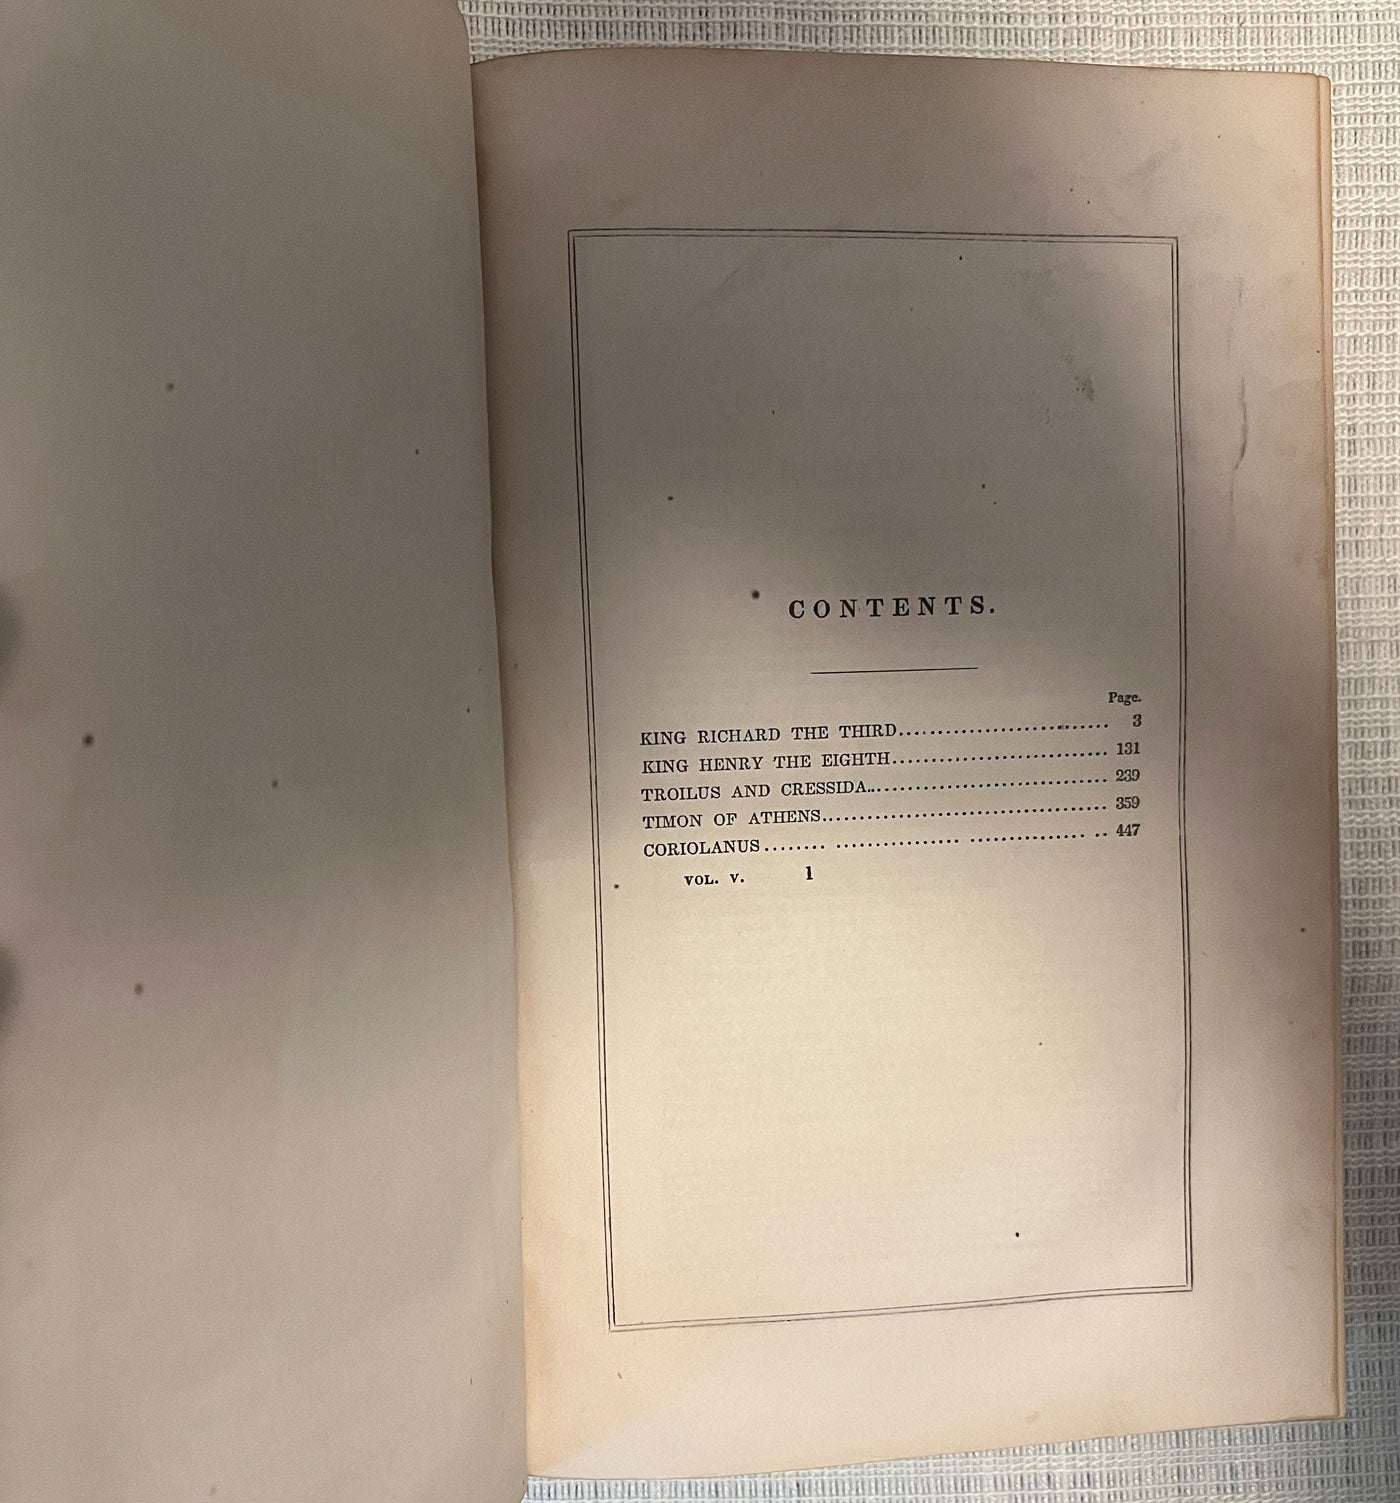 CONTENTS.
Page.
KING RICHARD THE THIRD................................ 3
KING HENRY THE EIGHTH................................ 131
TROILUS AND CRESSIDA................................ 239
TIMON OF ATHENS................................ 359
CORIOLANUS ........ ................ ............... .. 447
VOL. V. 1